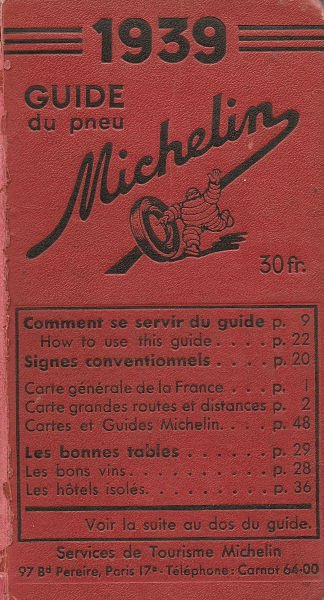 1939
GUIDE
du pneu
Michelin
30 fr.
Comment se servir du guide p. 9
How to use this guide . . . . p. 22
Signes conventionnels . . . . p. 20
Carte générale de la France . . . p. 1
Carte grandes routes et distances p. 2
Cartes et Guides Michelin. . . . p. 48
Les bonnes tables . . . . . . p. 29
Les bons vins. . . . . . . . . . p. 28
Les hôtels isolés. . . . . . . . p. 36
Voir la suite au dos du guide.
Services de Tourisme Michelin
97 Bd Pereire, Paris 17e - Téléphone : Carnot 64-00